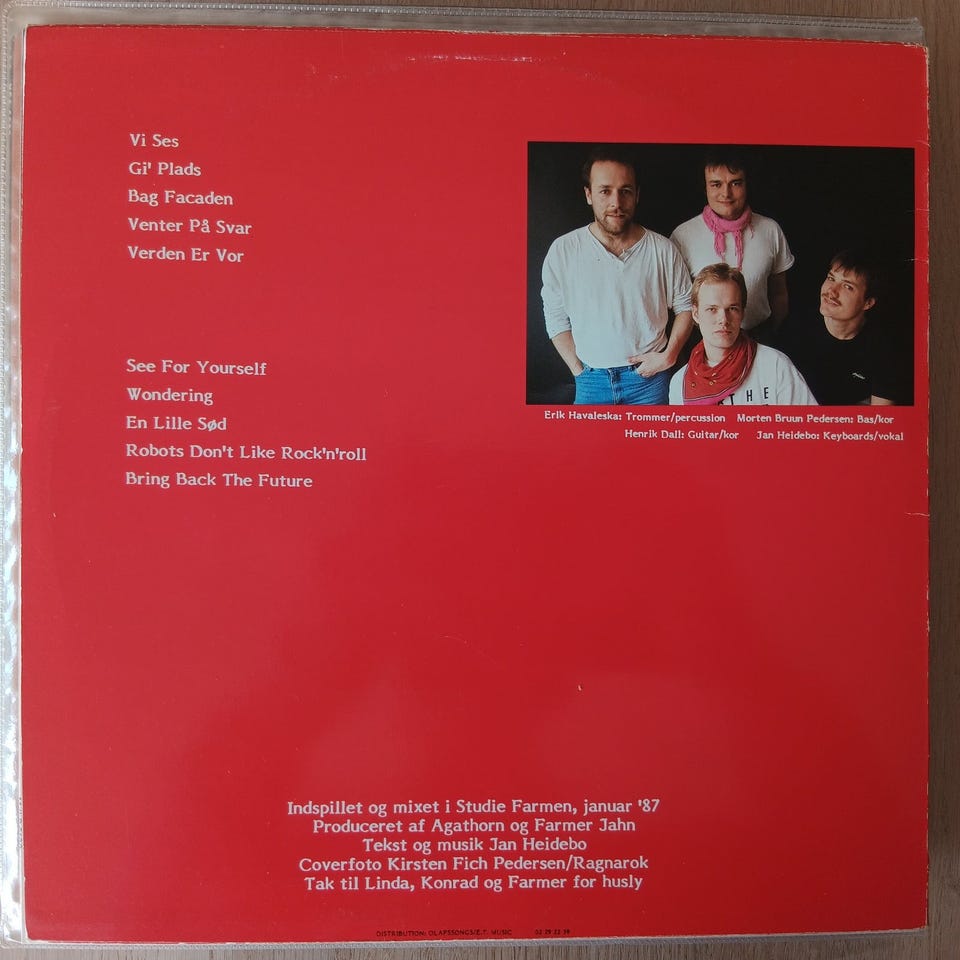 Vi Ses
Gi' Plads
Bag Facaden
Venter På Svar
Verden Er Vor
See For Yourself
Wondering
En Lille Sød
Robots Don't Like Rock'n'roll
Bring Back The Future
THE
Erik Havaleska: Trommer/percussion Morten Bruun Pedersen: Bas/kor
Henrik Dall: Guitar/kor Jan Heidebo: Keyboards/vokal
Indspillet og mixet i Studie Farmen, januar '87
Produceret af Agathorn og Farmer Jahn
Tekst og musik Jan Heidebo
Coverfoto Kirsten Fich Pedersen/Ragnarok
Tak til Linda, Konrad og Farmer for husly
DISTRIBUTION: OLAFSSONGS/E.T. MUSIC